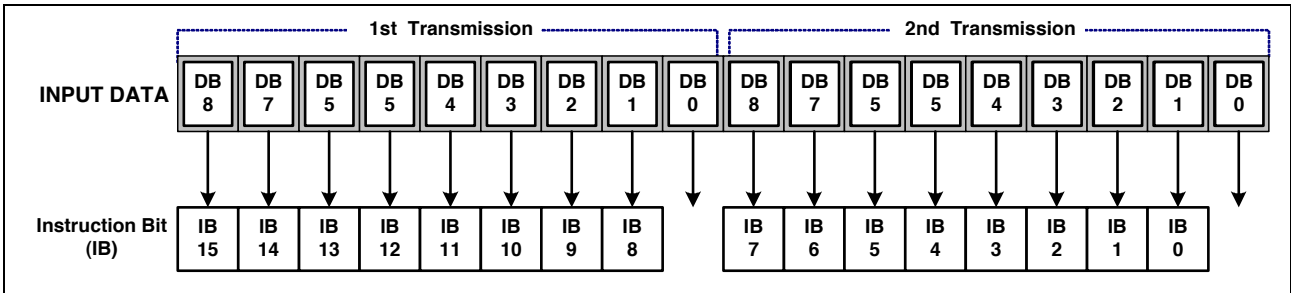 1st Transmission 2nd Transmission
INPUT DATA DB 8 DB 7 DB 5 DB 5 DB 4 DB 3 DB 2 DB 1 DB 0 DB 8 DB 7 DB 5 DB 5 DB 4 DB 3 DB 2 DB 1 DB 0
Instruction Bit (IB) IB 15 IB 14 IB 13 IB 12 IB 11 IB 10 IB 9 IB 8 IB 7 IB 6 IB 5 IB 4 IB 3 IB 2 IB 1 IB 0